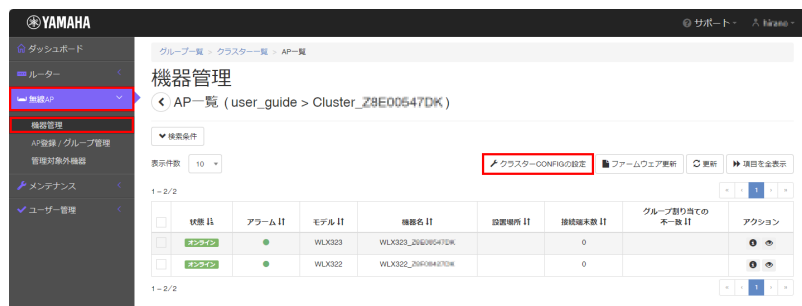 YAMAHA
サポート
hirano
ダッシュボード
ルーター
無線AP
機器管理
AP登録 / グループ管理
管理対象外機器
メンテナンス
ユーザー管理
グループ一覧 > クラスター一覧 > AP一覧
機器管理
AP一覧 ( user_guide > Cluster_Z8E00547DK )
検索条件
表示件数 10
クラスターCONFIGの設定
ファームウェア更新
更新
項目を全表示
1 – 2/2
« ‹ 1 › »
状態 アラーム モデル 機器名 設置場所 接続端末数 グループ割り当ての不一致 アクション
オンライン WLX323 WLX323_ 0
オンライン WLX322 WLX322_ 0
1 – 2/2
« ‹ 1 › »